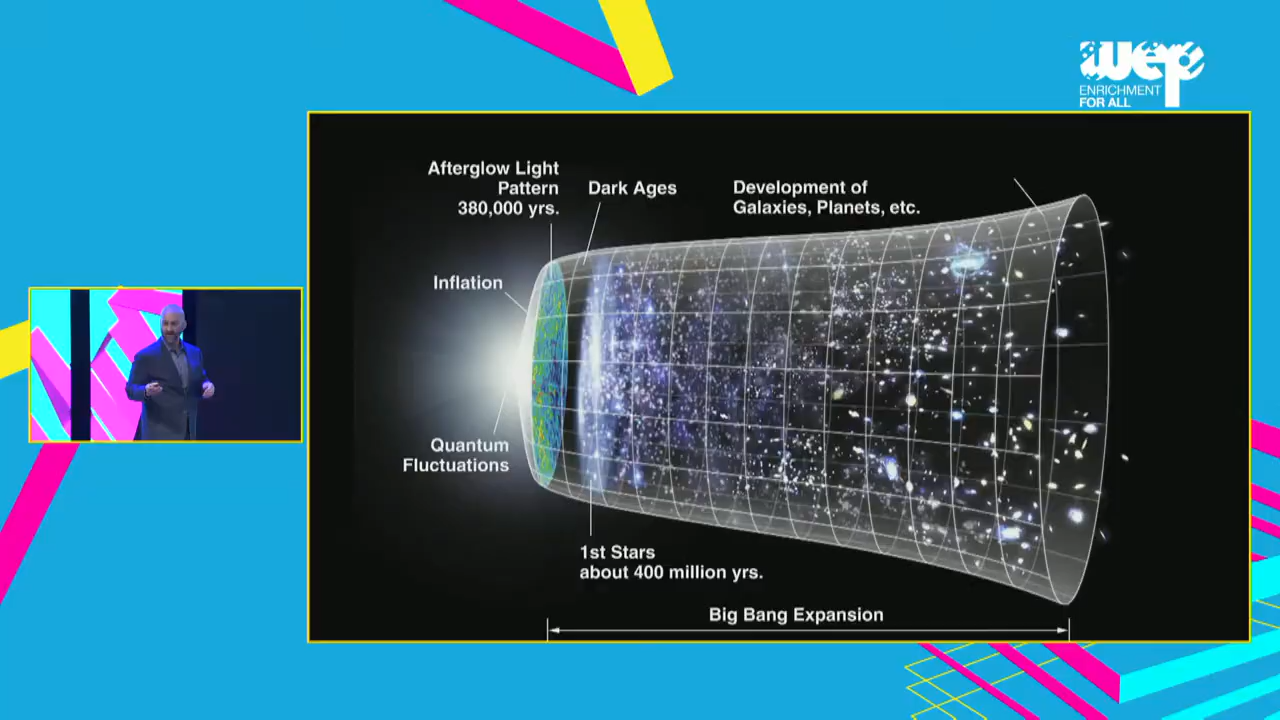 iwep
ENRICHMENT
FOR ALL
Afterglow Light
Pattern
380,000 yrs.
Dark Ages
Development of
Galaxies, Planets, etc.
Inflation
Quantum
Fluctuations
1st Stars
about 400 million yrs.
Big Bang Expansion